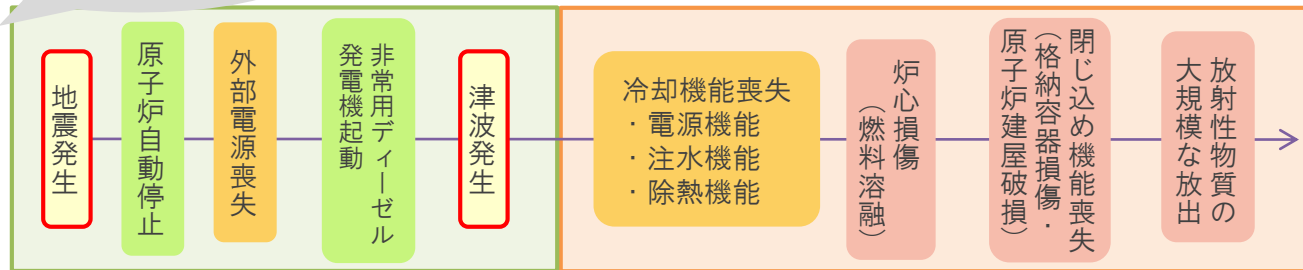 地震発生
原子炉自動停止
外部電源喪失
非常用ディーゼル
発電機起動
津波発生
冷却機能喪失
・電源機能
・注水機能
・除熱機能
炉心損傷
（燃料溶融）
閉じ込め機能喪失
（格納容器損傷・
原子炉建屋破損）
放射性物質の
大規模な放出